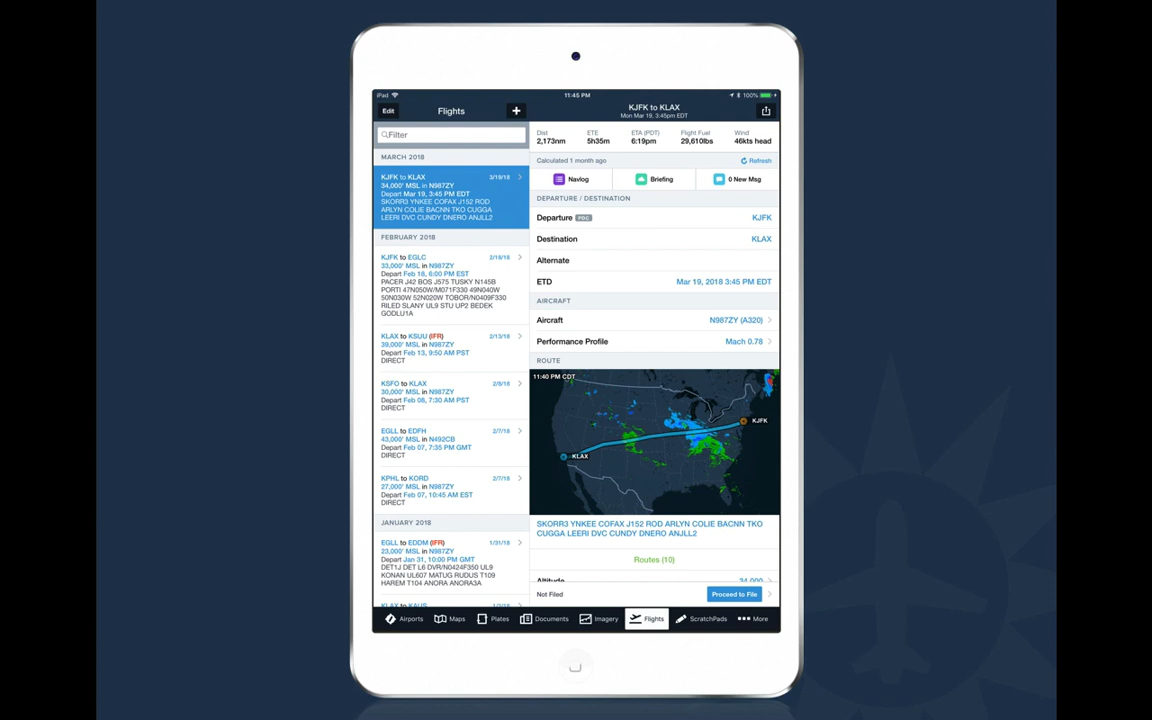 iPad
11:45 PM
100%
Edit
Flights
+
KJFK to KLAX
Mon Mar 19, 3:45pm EDT
Filter
MARCH 2018
KJFK to KLAX
3/19/18
34,000' MSL in N987ZY
Depart Mar 19, 3:45 PM EDT
SKORR3 YNKEE COFAX J152 ROD
ARLYN COLIE BACNN TKO CUGGA
LEERI DVC CUNDY DNERO ANJLL2
FEBRUARY 2018
KJFK to EGLC
2/18/18
33,000' MSL in N987ZY
Depart Feb 18, 6:00 PM EST
PACER J42 BOS J575 TUSKY N145B
PORTI 47N050W/M071F330 49N040W
50N030W 52N020W TOBOR/N0409F330
RILED SLANY UL9 STU UP2 BEDEK
GODLU1A
KLAX to KSUU (IFR)
2/13/18
39,000' MSL in N987ZY
Depart Feb 13, 9:50 AM PST
DIRECT
KSFO to KLAX
2/8/18
30,000' MSL in N987ZY
Depart Feb 08, 7:30 AM PST
DIRECT
EGLL to EDFH
2/7/18
43,000' MSL in N492CB
Depart Feb 07, 7:35 PM GMT
DIRECT
KPHL to KORD
2/7/18
27,000' MSL in N987ZY
Depart Feb 07, 10:45 AM EST
DIRECT
JANUARY 2018
EGLL to EDDM (IFR)
1/31/18
23,000' MSL in N987ZY
Depart Jan 31, 10:00 PM GMT
DET1J DET L6 DVR/N0424F350 UL9
KONAN UL607 MATUG RUDUS T109
HAREM T104 ANORA ANORA3A
KLAX to KAUS
Dist
ETE
ETA (PDT)
Flight Fuel
Wind
2,173nm
5h35m
6:19pm
29,610lbs
46kts head
Calculated 1 month ago
Refresh
Navlog
Briefing
0 New Msg
DEPARTURE / DESTINATION
Departure PDC
KJFK
Destination
KLAX
Alternate
ETD
Mar 19, 2018 3:45 PM EDT
AIRCRAFT
Aircraft
N987ZY (A320)
Performance Profile
Mach 0.78
ROUTE
11:40 PM CDT
KJFK
KLAX
SKORR3 YNKEE COFAX J152 ROD ARLYN COLIE BACNN TKO
CUGGA LEERI DVC CUNDY DNERO ANJLL2
Routes (10)
Altitude
34,000
Not Filed
Proceed to File
Airports
Maps
Plates
Documents
Imagery
Flights
ScratchPads
More